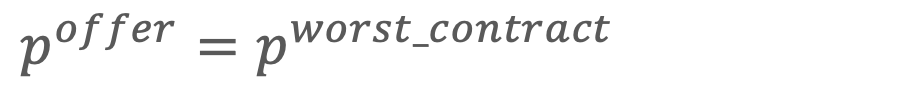 p^offer = p^worst_contract